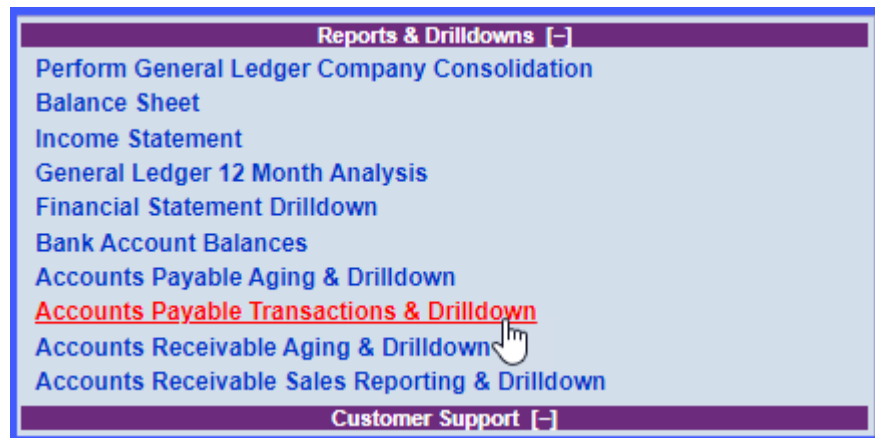 Reports & Drilldowns [–]
Perform General Ledger Company Consolidation
Balance Sheet
Income Statement
General Ledger 12 Month Analysis
Financial Statement Drilldown
Bank Account Balances
Accounts Payable Aging & Drilldown
Accounts Payable Transactions & Drilldown
Accounts Receivable Aging & Drilldown
Accounts Receivable Sales Reporting & Drilldown
Customer Support [–]